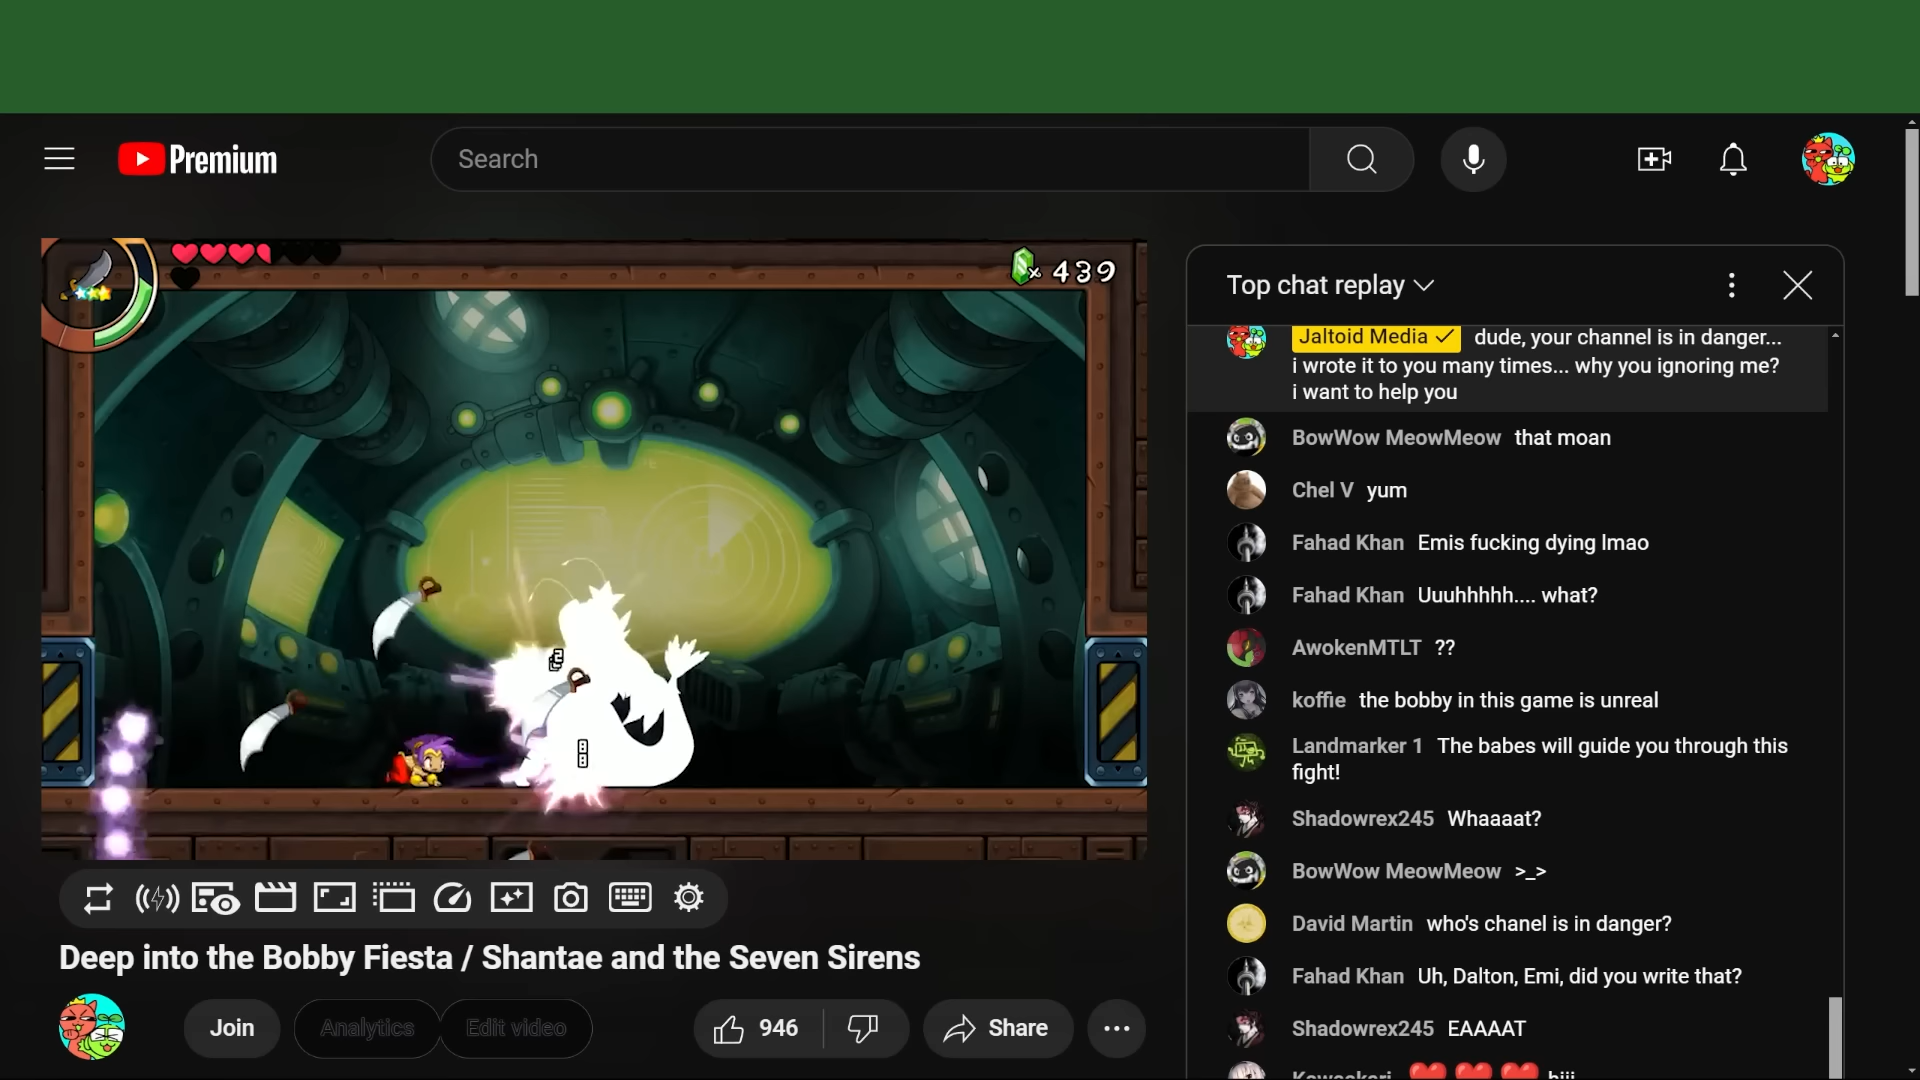 Premium
Search
x 439
Top chat replay
Jaltoid Media dude, your channel is in danger...
i wrote it to you many times... why you ignoring me?
i want to help you
BowWow MeowMeow that moan
Chel V yum
Fahad Khan Emis fucking dying lmao
Fahad Khan Uuuhhhhh.... what?
AwokenMTLT ??
koffie the bobby in this game is unreal
Landmarker 1 The babes will guide you through this
fight!
Shadowrex245 Whaaaat?
BowWow MeowMeow >_>
David Martin who's chanel is in danger?
Fahad Khan Uh, Dalton, Emi, did you write that?
Shadowrex245 EAAAAT
Deep into the Bobby Fiesta / Shantae and the Seven Sirens
Join
Analytics
Edit video
946
Share